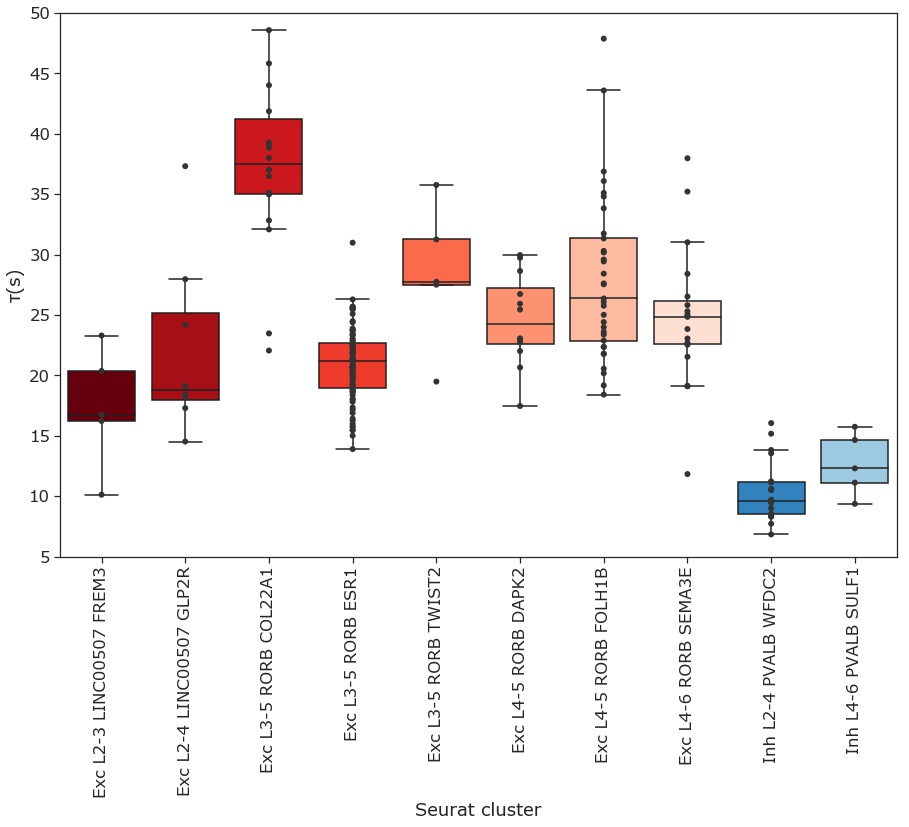 50
45
40
35
30
25
20
15
10
5
τ(s)
Exc L2-3 LINC00507 FREM3
Exc L2-4 LINC00507 GLP2R
Exc L3-5 RORB COL22A1
Exc L3-5 RORB ESR1
Exc L3-5 RORB TWIST2
Exc L4-5 RORB DAPK2
Exc L4-5 RORB FOLH1B
Exc L4-6 RORB SEMA3E
Inh L2-4 PVALB WFDC2
Inh L4-6 PVALB SULF1
Seurat cluster